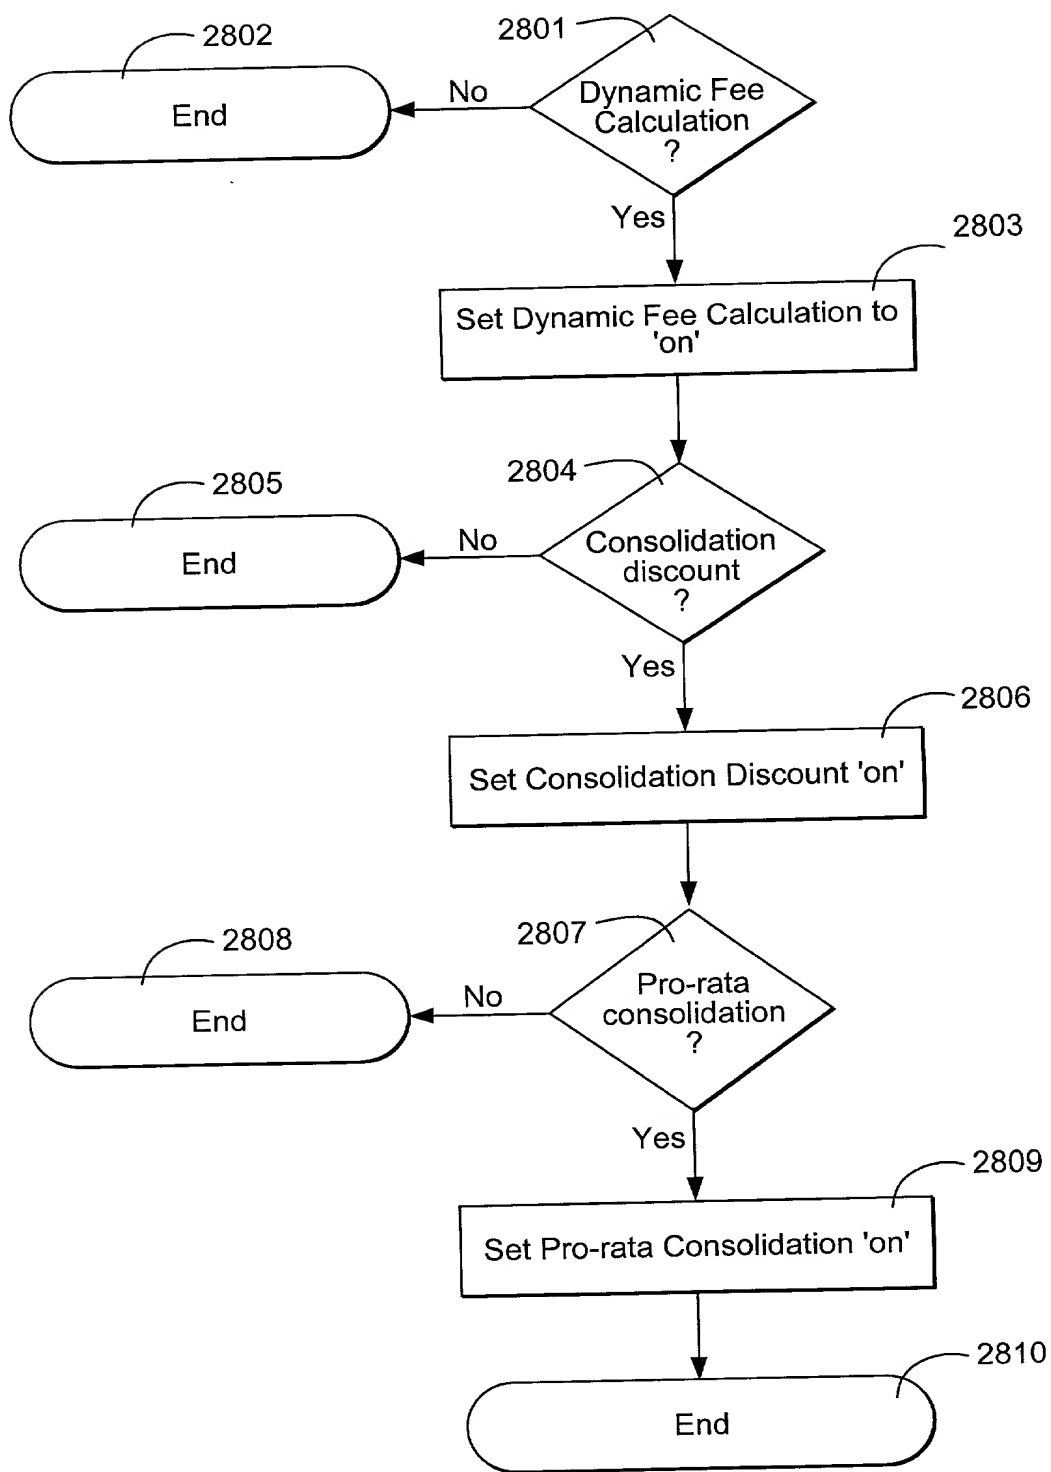 2802
End
No
2801
Dynamic Fee
Calculation
?
Yes
2803
Set Dynamic Fee Calculation to
'on'
2805
End
No
2804
Consolidation
discount
?
Yes
2806
Set Consolidation Discount 'on'
2808
End
No
2807
Pro-rata
consolidation
?
Yes
2809
Set Pro-rata Consolidation 'on'
2810
End